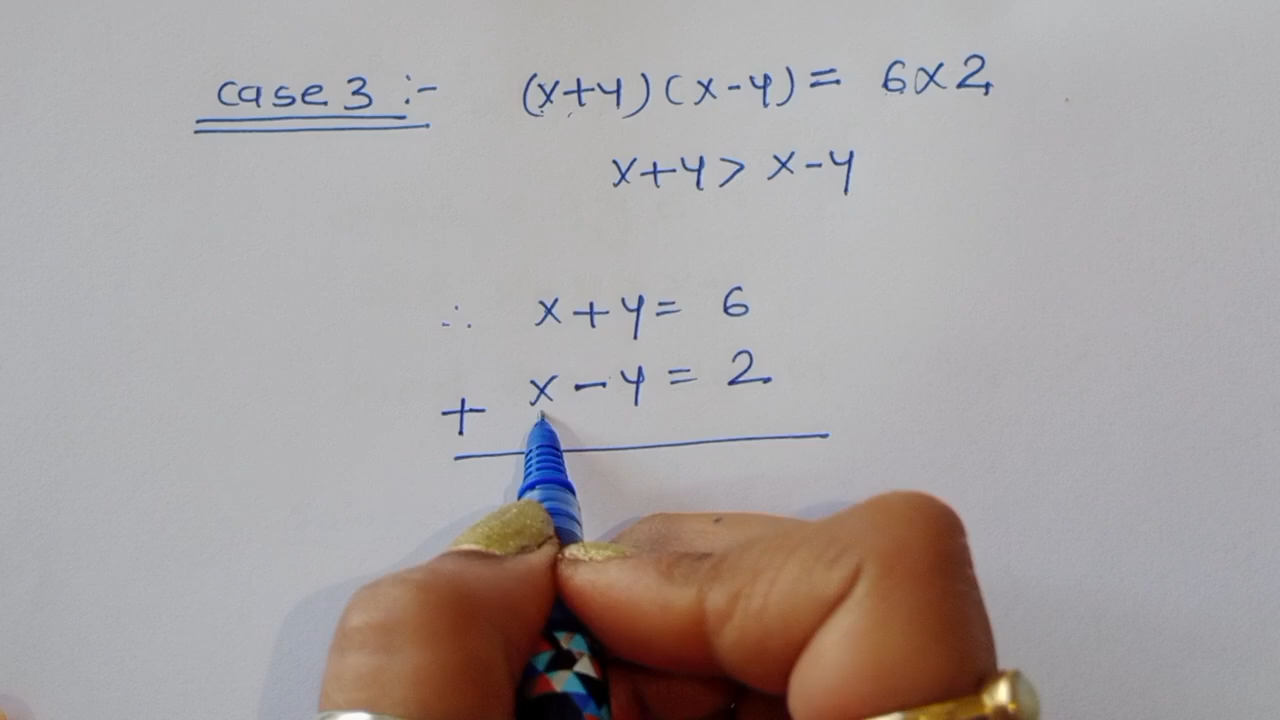 case 3 :- (x+y)(x-y) = 6x2
x+y > x-y
∴ x+y = 6
x-y = 2
+